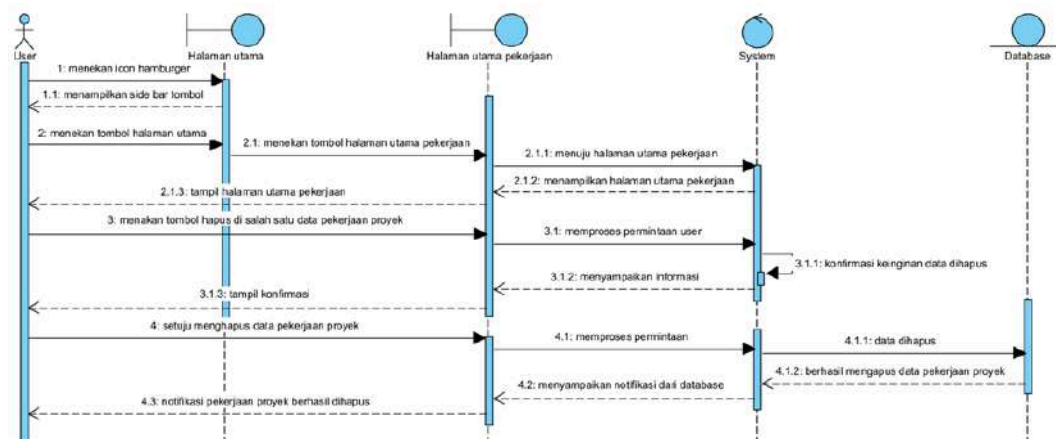 User
Halaman utama
Halaman utama pekerjaan
System
Database
1: menekan icon hamburger
1.1: menampilkan side bar tombol
2: menekan tombol halaman utama
2.1: menekan tombol halaman utama pekerjaan
2.1.1: menuju halaman utama pekerjaan
2.1.2: menampilkan halaman utama pekerjaan
2.1.3: tampil halaman utama pekerjaan
3: menakan tombol hapus di salah satu data pekerjaan proyek
3.1: memproses permintaan user
3.1.1: konfirmasi keinginan data dihapus
3.1.2: menyampaikan informasi
3.1.3: tampil konfirmasi
4: setuju menghapus data pekerjaan proyek
4.1: memproses permintaan
4.1.1: data dihapus
4.1.2: berhasil mengapus data pekerjaan proyek
4.2: menyampaikan notifikasi dari database
4.3: notifikasi pekerjaan proyek berhasil dihapus